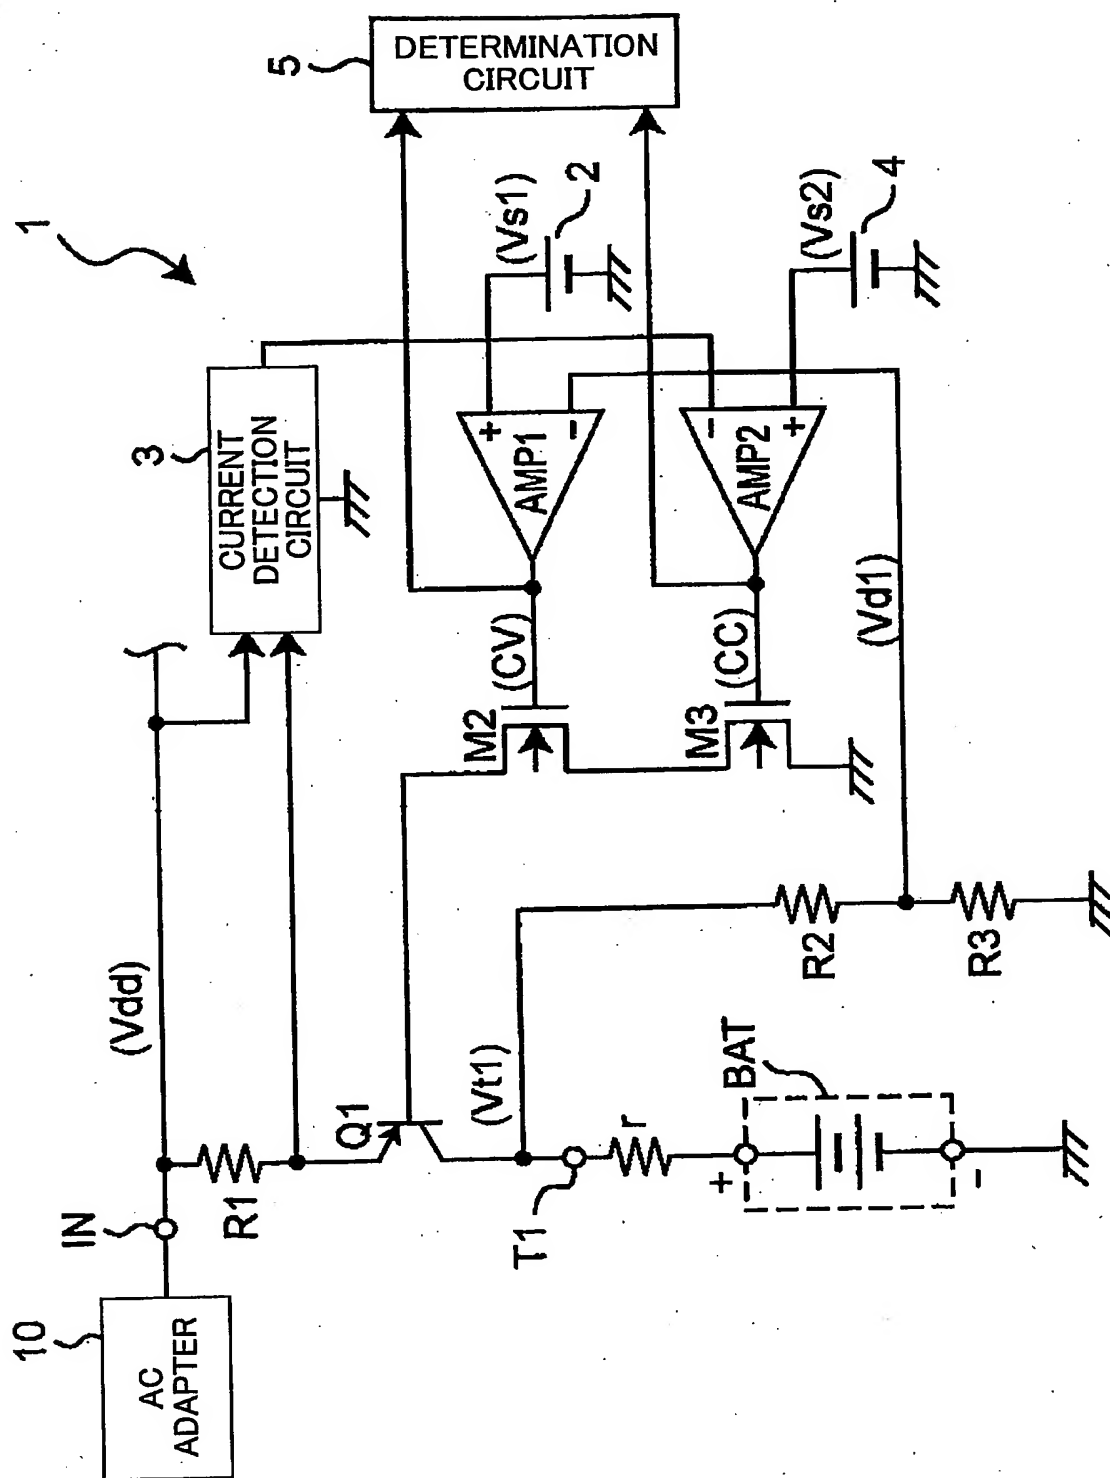 1
10
AC
ADAPTER
IN
(Vdd)
R1
3
CURRENT
DETECTION
CIRCUIT
5
DETERMINATION
CIRCUIT
Q1
(Vt1)
T1
r
+
BAT
-
R2
R3
(Vd1)
M2
(CV)
M3
(CC)
+
AMP1
-
-
AMP2
+
(Vs1)
2
(Vs2)
4